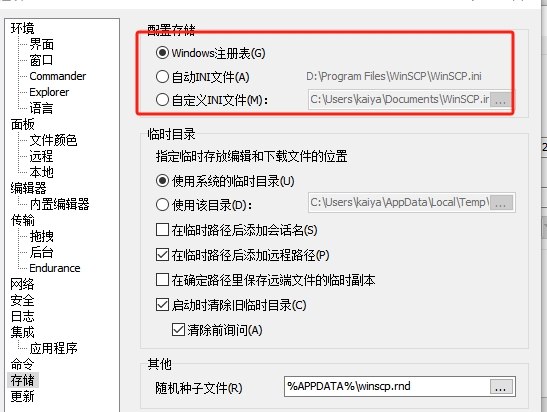 环境
界面
窗口
Commander
Explorer
语言
面板
文件颜色
远程
本地
编辑器
内置编辑器
传输
拖拽
后台
Endurance
网络
安全
日志
集成
应用程序
命令
存储
更新
配置存储
Windows注册表(G)
自动INI文件(A) D:\Program Files\WinSCP\WinSCP.ini
自定义INI文件(M): C:\Users\kaiya\Documents\WinSCP.ir ...
临时目录
指定临时存放编辑和下载文件的位置
使用系统的临时目录(U)
使用该目录(D): C:\Users\kaiya\AppData\Local\Temp\ ...
在临时路径后添加会话名(S)
在临时路径后添加远程路径(P)
在确定路径里保存远端文件的临时副本
启动时清除旧临时目录(C)
清除前询问(A)
其他
随机种子文件(R) %APPDATA%\winscp.rnd ...